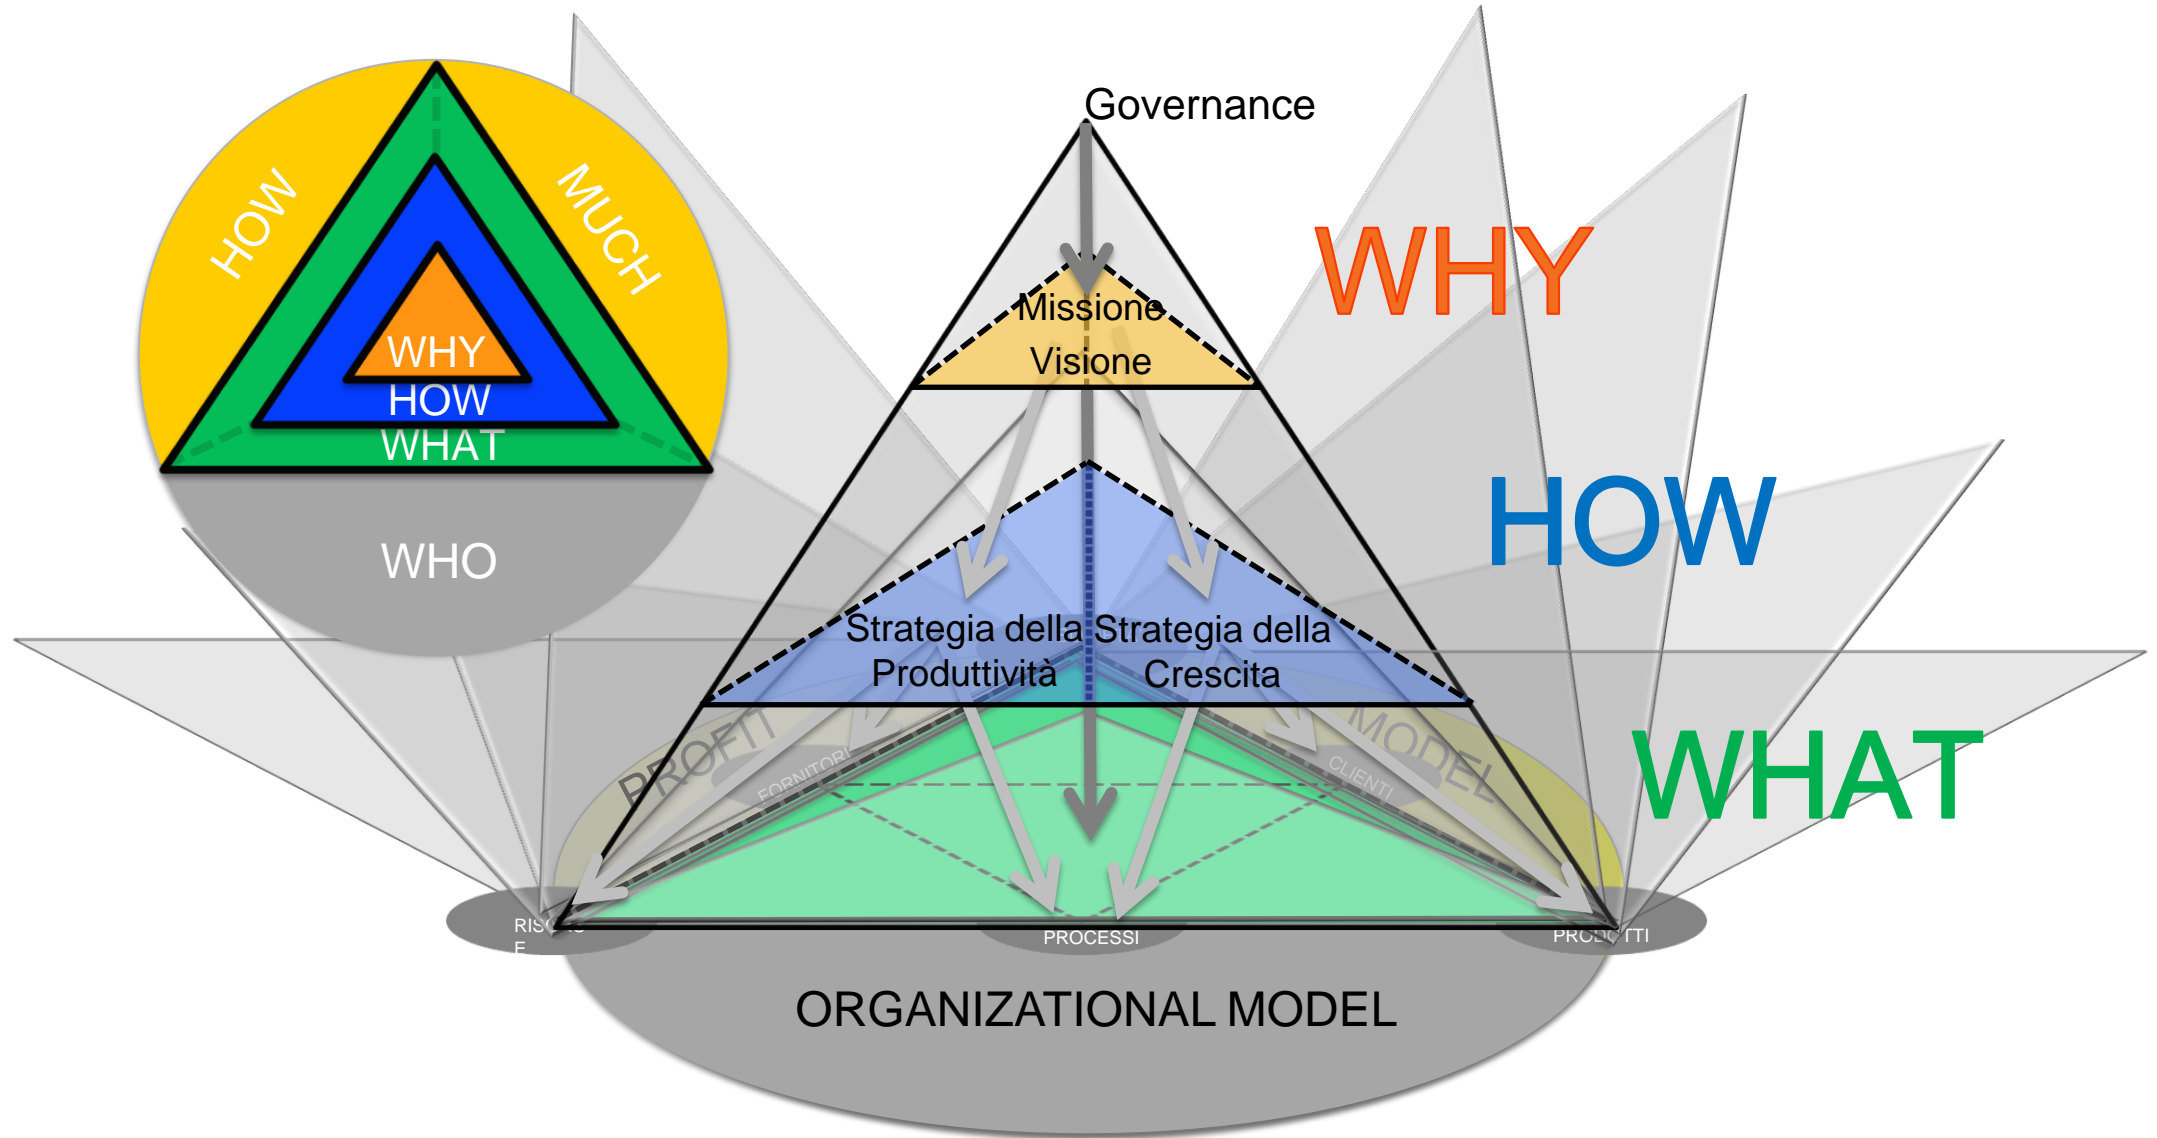 Governance
HOW
MUCH
WHY
HOW
WHAT
WHO
Missione
Visione
WHY
HOW
Strategia della
Produttività
Strategia della
Crescita
WHAT
PROFIT
MODEL
FORNITORI
CLIENTI
PROCESSI
PRODOTTI
ORGANIZATIONAL MODEL